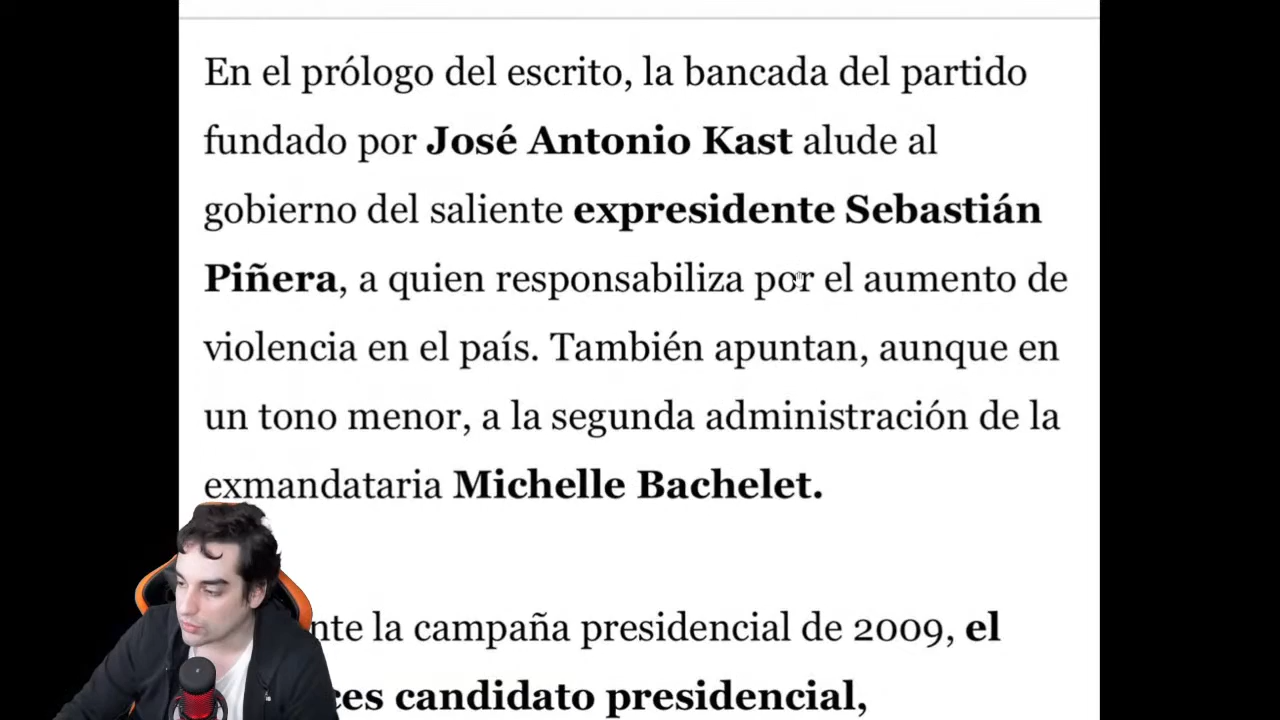 En el prólogo del escrito, la bancada del partido
fundado por José Antonio Kast alude al
gobierno del saliente expresidente Sebastián
Piñera, a quien responsabiliza por el aumento de
violencia en el país. También apuntan, aunque en
un tono menor, a la segunda administración de la
exmandataria Michelle Bachelet.
la campaña presidencial de 2009, el
candidato presidencial,